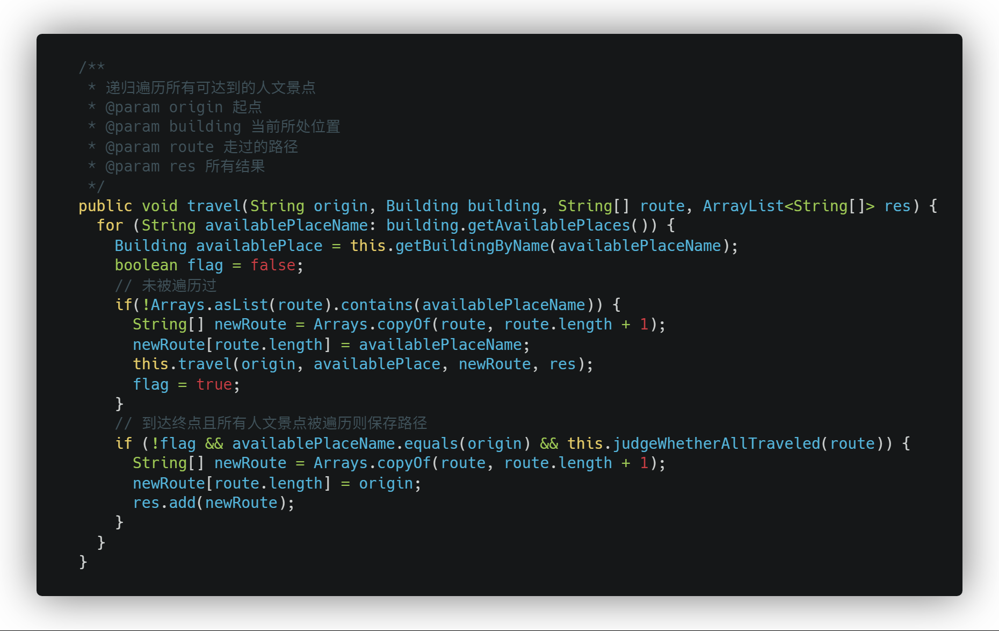 /**
 * 递归遍历所有可达到的人文景点
 * @param origin 起点
 * @param building 当前所处位置
 * @param route 走过的路径
 * @param res 所有结果
 */
public void travel(String origin, Building building, String[] route, ArrayList<String[]> res) {
  for (String availablePlaceName: building.getAvailablePlaces()) {
    Building availablePlace = this.getBuildingByName(availablePlaceName);
    boolean flag = false;
    // 未被遍历过
    if(!Arrays.asList(route).contains(availablePlaceName)) {
      String[] newRoute = Arrays.copyOf(route, route.length + 1);
      newRoute[route.length] = availablePlaceName;
      this.travel(origin, availablePlace, newRoute, res);
      flag = true;
    }
    // 到达终点且所有人文景点被遍历则保存路径
    if (!flag && availablePlaceName.equals(origin) && this.judgeWhetherAllTraveled(route)) {
      String[] newRoute = Arrays.copyOf(route, route.length + 1);
      newRoute[route.length] = origin;
      res.add(newRoute);
    }
  }
}